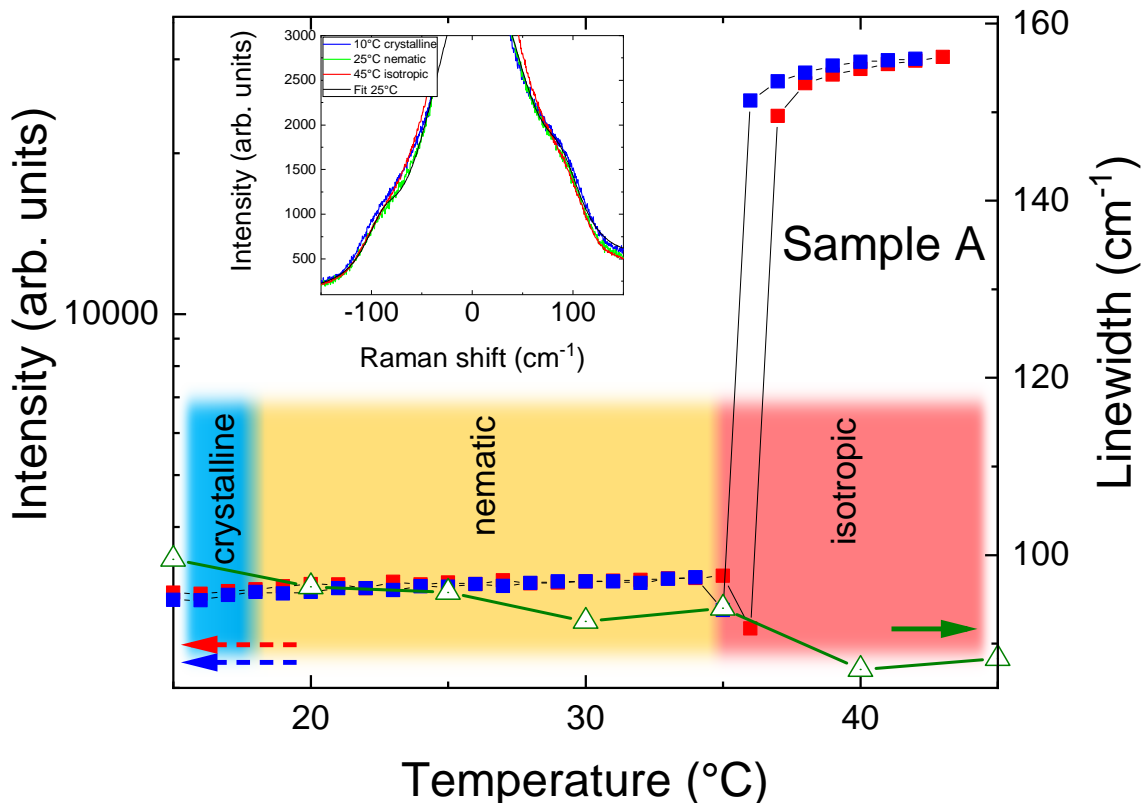 3000
2500
2000
1500
1000
500
10°C crystalline
25°C nematic
45°C isotropic
Fit 25°C
Intensity (arb. units)
-100 0 100
Raman shift (cm-1)
160
140
120
100
Linewidth (cm-1)
Sample A
10000
Intensity (arb. units)
crystalline
nematic
isotropic
20 30 40
Temperature (°C)